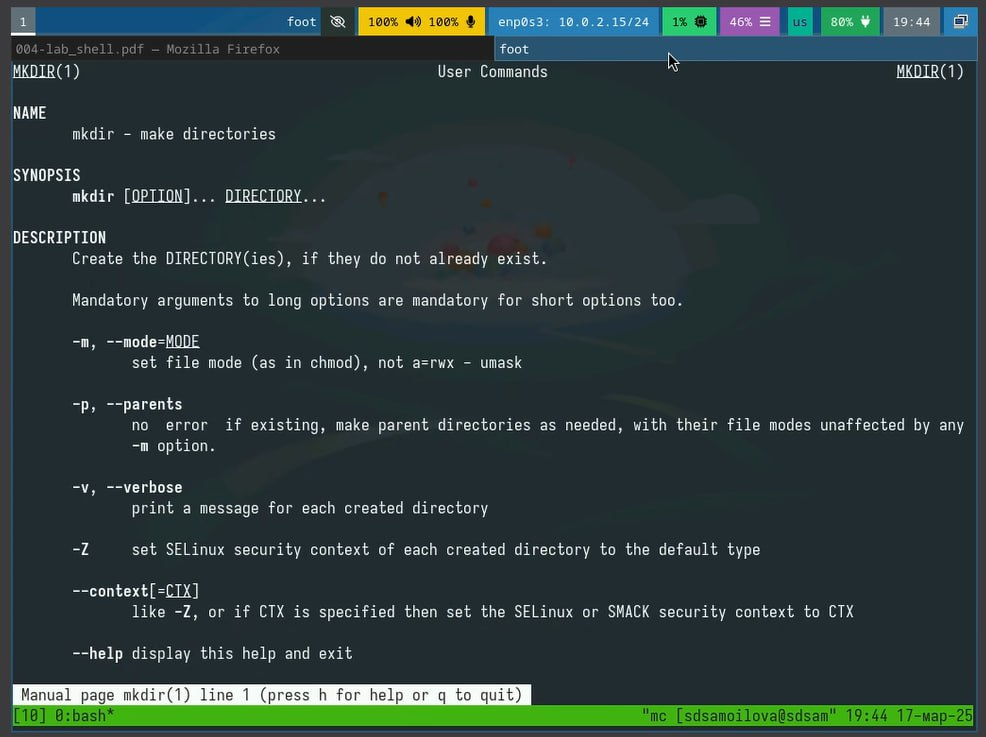 1 foot 100% 100% enp0s3: 10.0.2.15/24 1% 46% us 80% 19:44
004-lab_shell.pdf — Mozilla Firefox foot
MKDIR(1) User Commands MKDIR(1)
NAME
mkdir - make directories
SYNOPSIS
mkdir [OPTION]... DIRECTORY...
DESCRIPTION
Create the DIRECTORY(ies), if they do not already exist.
Mandatory arguments to long options are mandatory for short options too.
-m, --mode=MODE
set file mode (as in chmod), not a=rwx - umask
-p, --parents
no error if existing, make parent directories as needed, with their file modes unaffected by any
-m option.
-v, --verbose
print a message for each created directory
-Z set SELinux security context of each created directory to the default type
--context[=CTX]
like -Z, or if CTX is specified then set the SELinux or SMACK security context to CTX
--help display this help and exit
Manual page mkdir(1) line 1 (press h for help or q to quit)
[10] 0:bash* "mc [sdsamoilova@sdsam" 19:44 17-мар-25